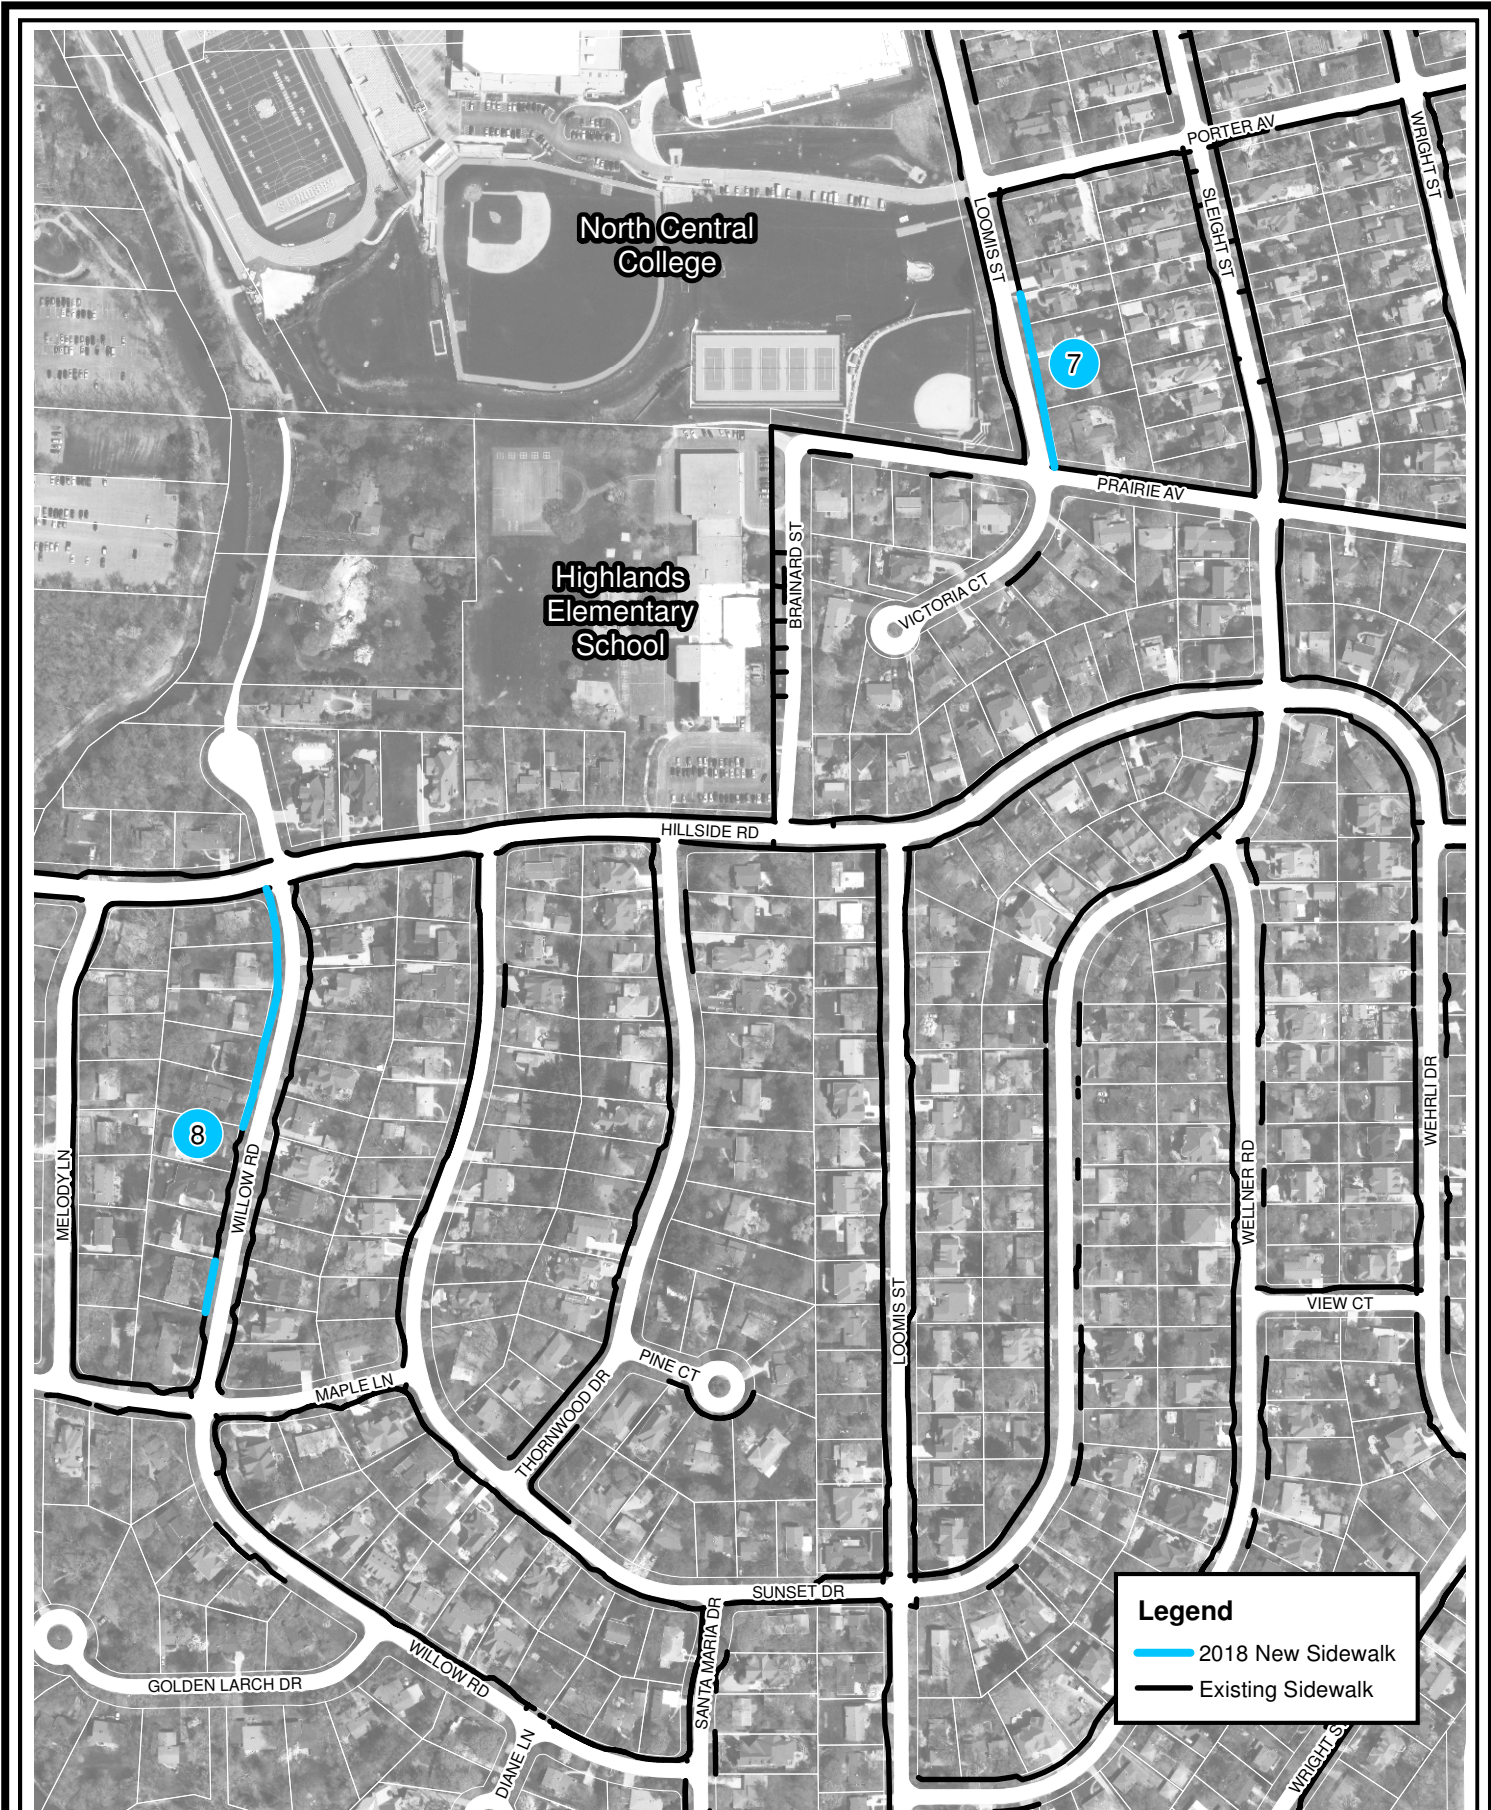 PORTER AV
WRIGHT ST
SLEIGHT ST
LOOMIS ST
North Central
College
7
PRAIRIE AV
BRAINARD ST
VICTORIA CT
Highlands
Elementary
School
HILLSIDE RD
8
MELODY LN
WILLOW RD
WEHRLI DR
WELLNER RD
VIEW CT
LOOMIS ST
PINE CT
MAPLE LN
THORNWOOD DR
SUNSET DR
SANTA MARIA DR
WILLOW RD
GOLDEN LARCH DR
DIANE LN
Legend
2018 New Sidewalk
Existing Sidewalk
WRIGHT S